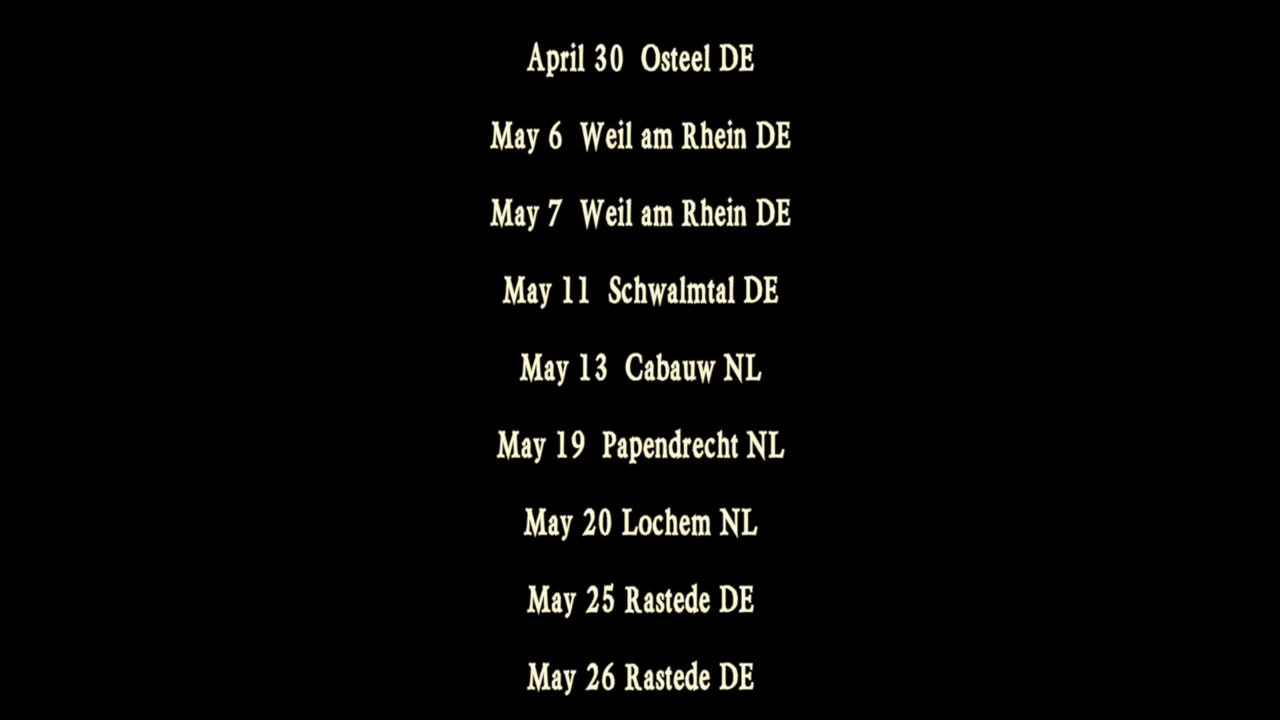 April 30  Osteel DE
May 6  Weil am Rhein DE
May 7  Weil am Rhein DE
May 11  Schwalmtal DE
May 13  Cabauw NL
May 19  Papendrecht NL
May 20 Lochem NL
May 25 Rastede DE
May 26 Rastede DE